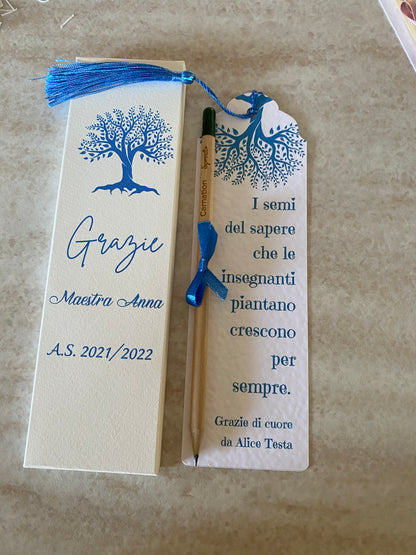 Grazie
Maestra Anna
A.S. 2021/2022
Carnation
I semi
del sapere
che le
insegnanti
piantano
crescono
per
sempre.
Grazie di cuore
da Alice Testa